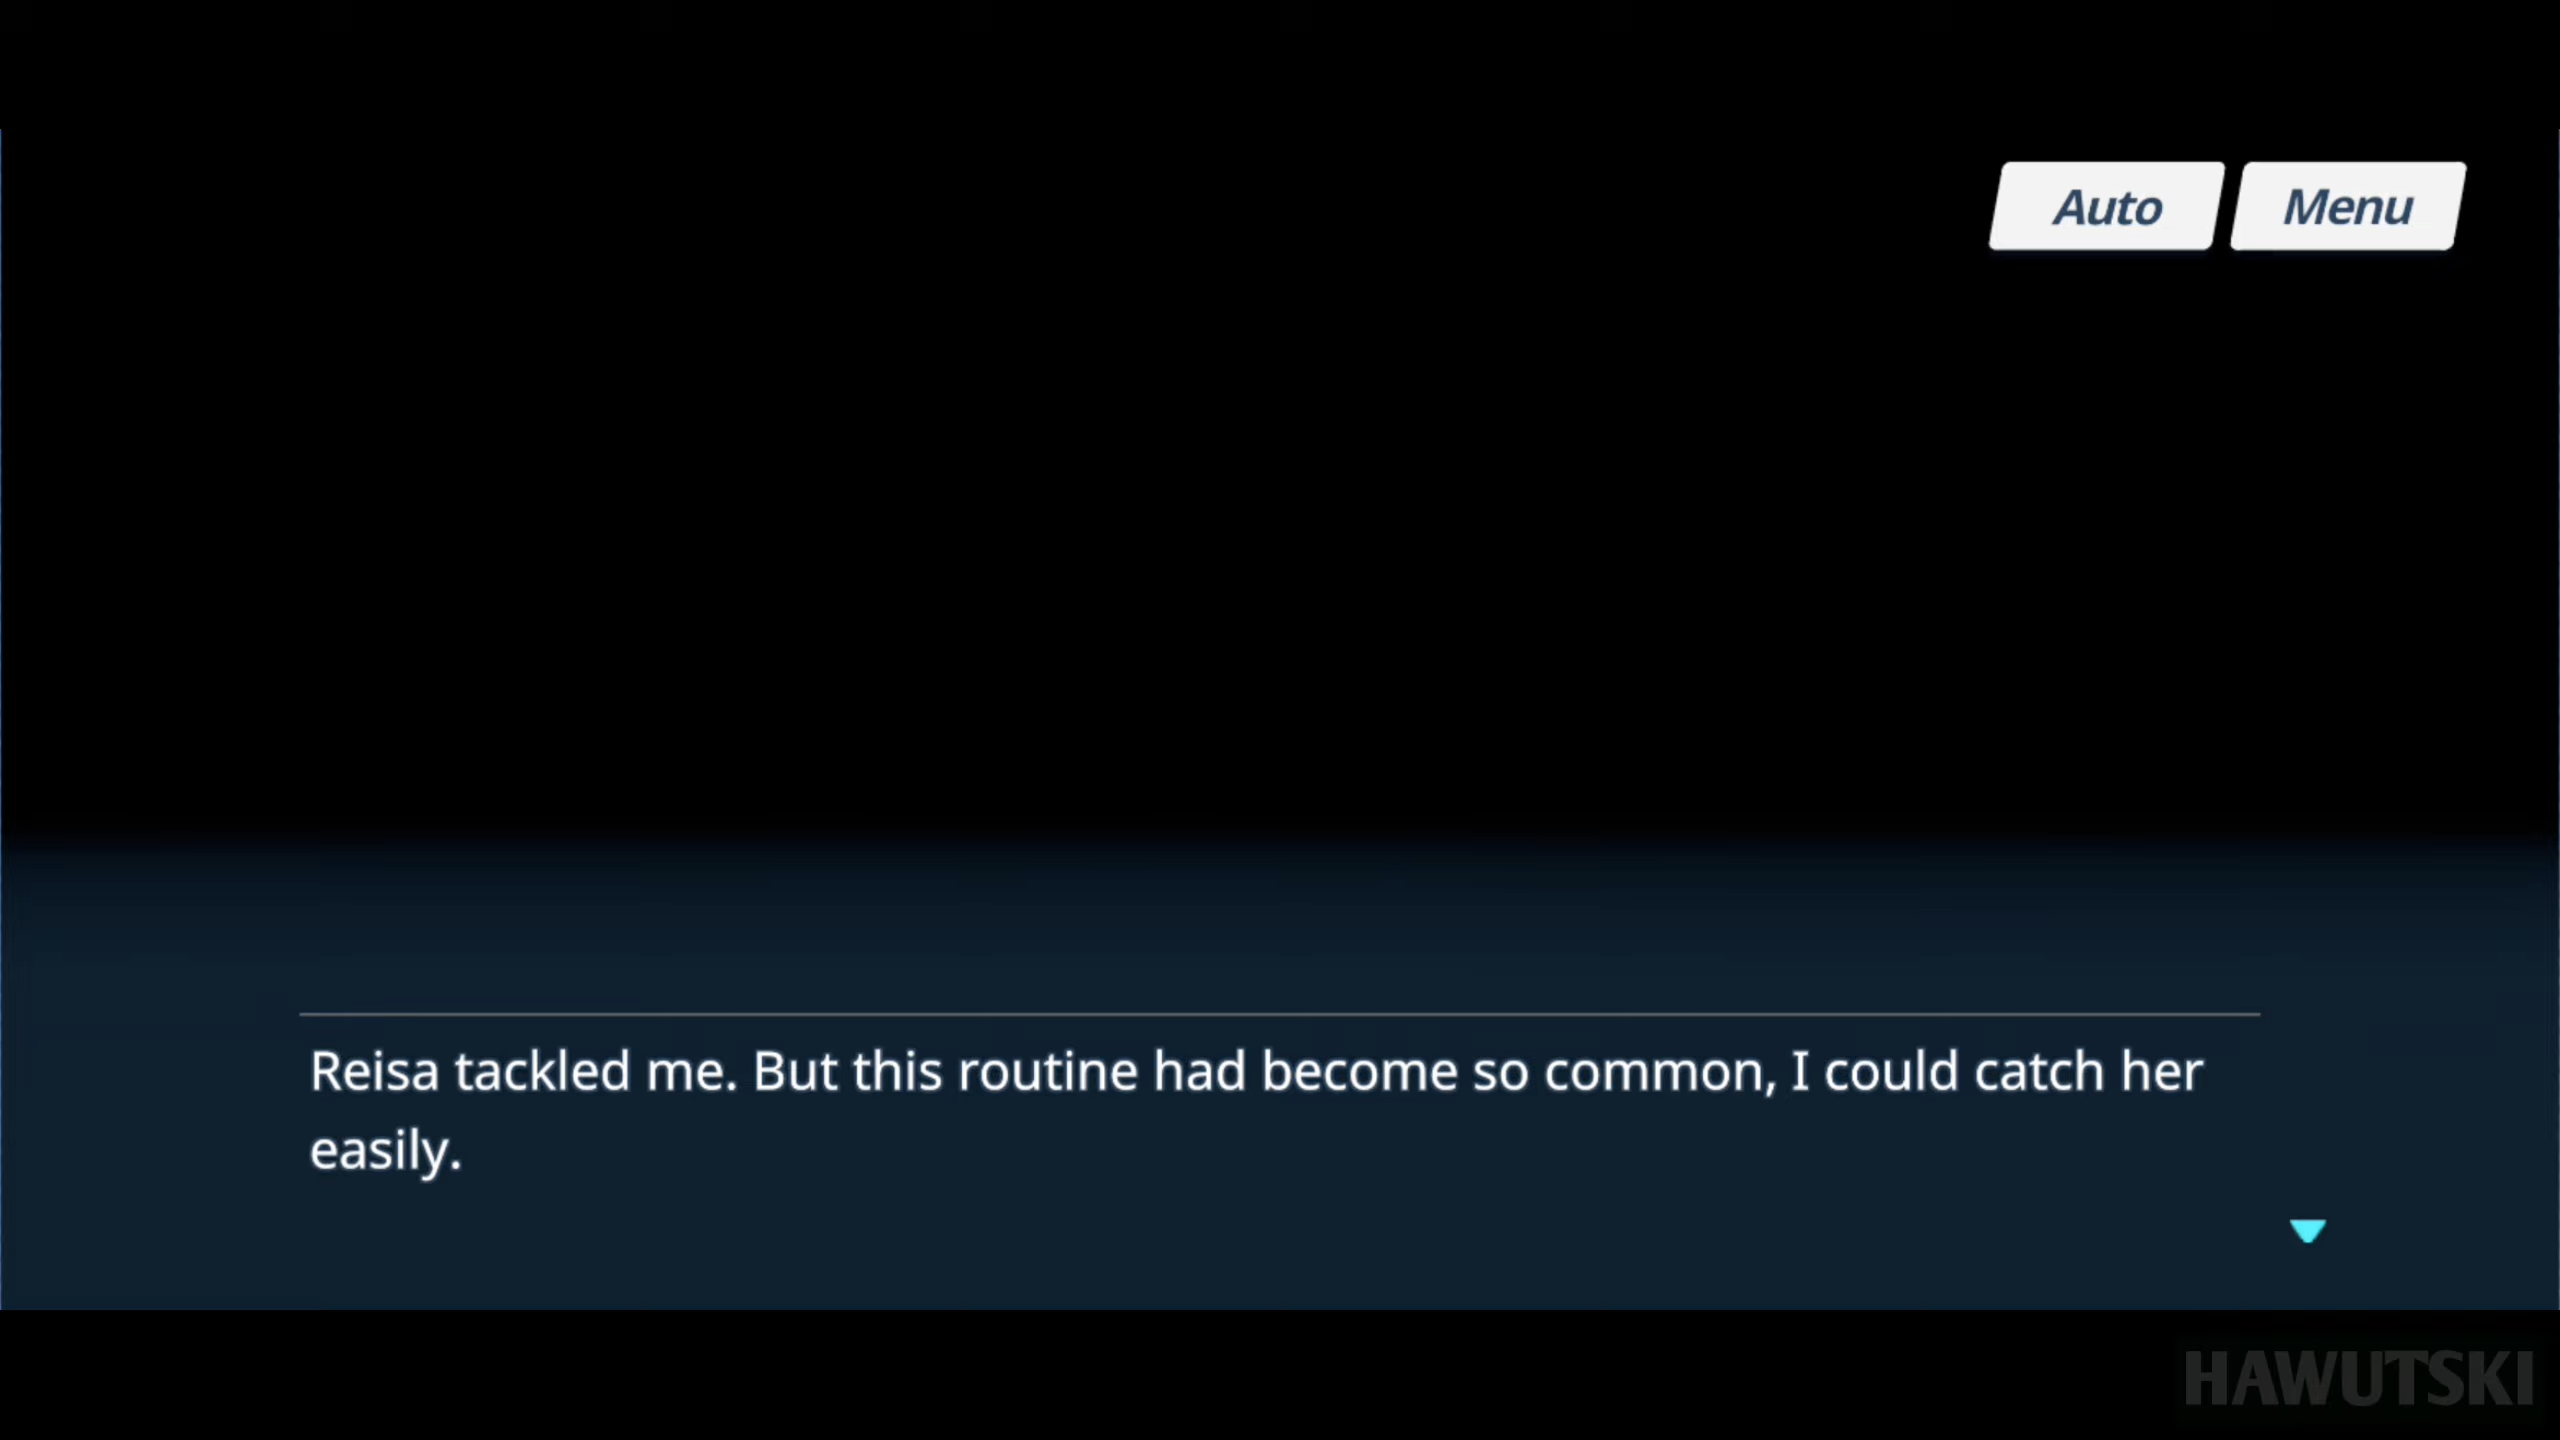 Auto Menu
Reisa tackled me. But this routine had become so common, I could catch her
easily.
HAWUTSKI